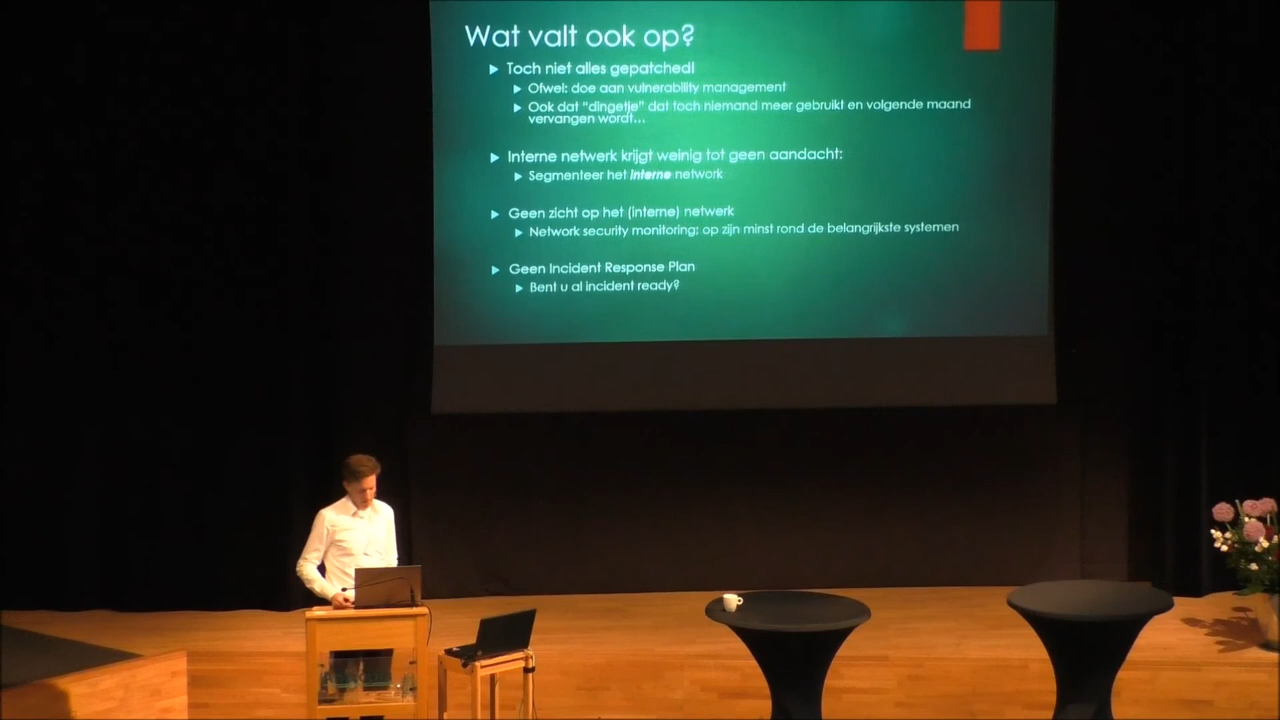 Wat valt ook op?
Toch niet alles gepatched!
Ofwel: doe aan vulnerability management
Ook dat "dingetje" dat toch niemand meer gebruikt en volgende maand
vervangen wordt...
Interne netwerk krijgt weinig tot geen aandacht:
Segmenteer het interne network
Geen zicht op het (interne) netwerk
Network security monitoring; op zijn minst rond de belangrijkste systemen
Geen Incident Response Plan
Bent u al incident ready?